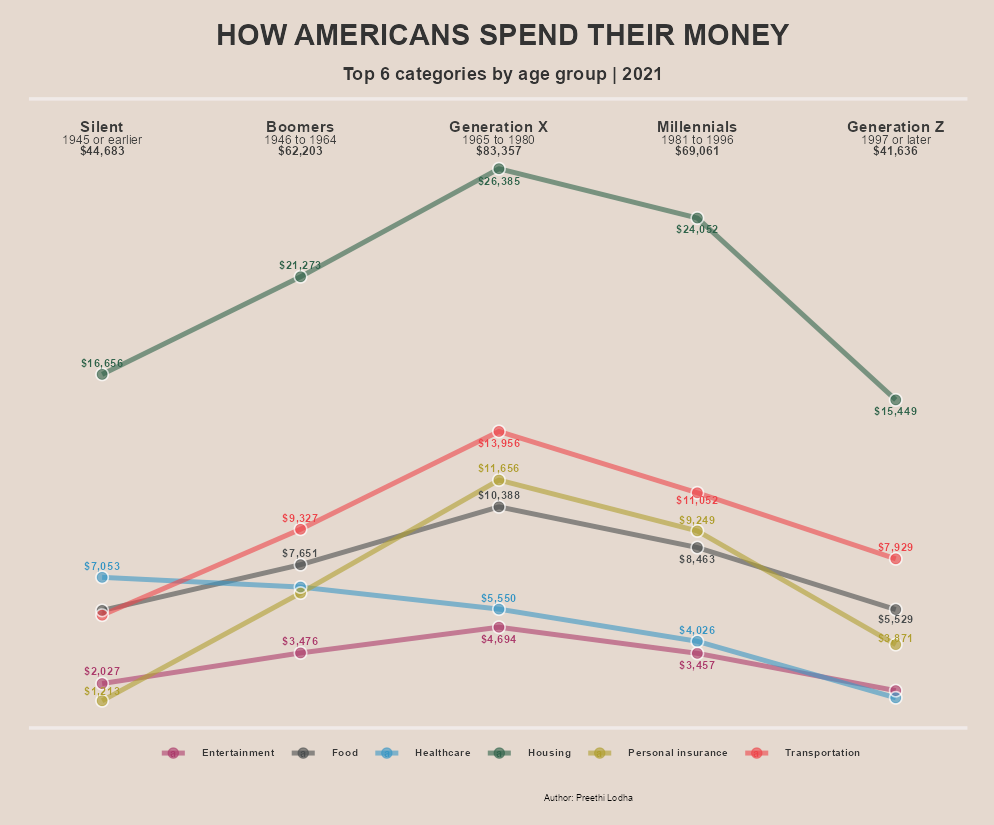 HOW AMERICANS SPEND THEIR MONEY
Top 6 categories by age group | 2021
Silent Boomers Generation X Millennials Generation Z
1945 or earlier 1946 to 1964 1965 to 1980 1981 to 1996 1997 or later
$44,683 $62,203 $83,357 $69,061 $41,636
$26,385
$24,052
$21,273
$16,656
$15,449
$13,956
$11,656
$10,388
$11,052
$9,327 $9,249
$7,651 $7,929
$7,053 $8,463
$5,550
$5,529
$4,026
$3,476 $4,694 $3,871
$3,457
$2,027
$1,213
Entertainment Food Healthcare Housing Personal insurance Transportation
Author: Preethi Lodha